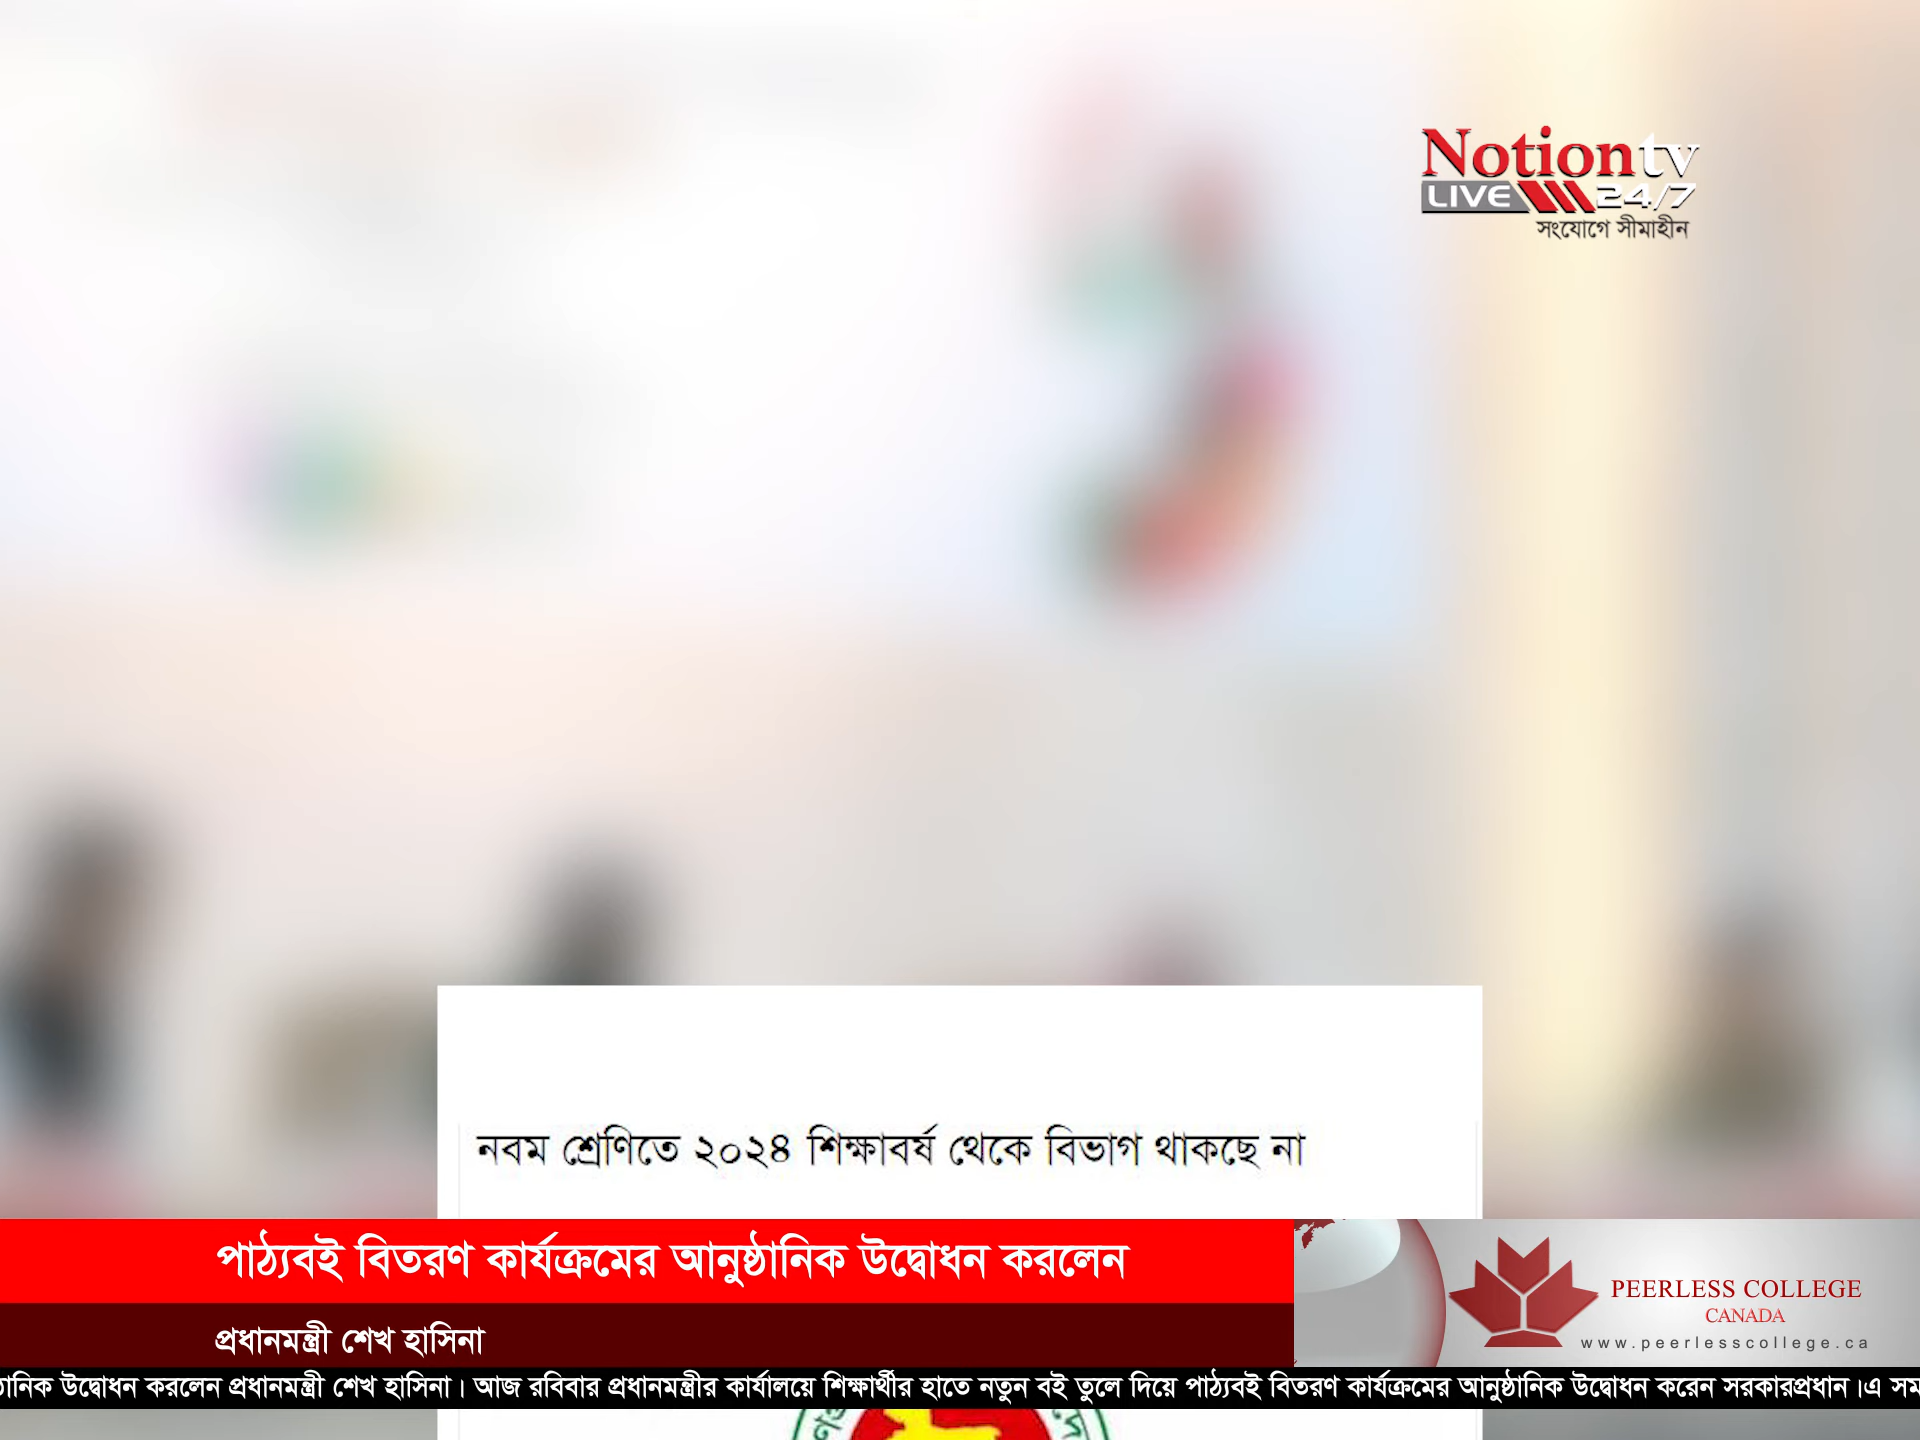 Notiontv
LIVE 24/7
সংযোগে সীমাহীন
নবম শ্রেণিতে ২০২৪ শিক্ষাবর্ষ থেকে বিভাগ থাকছে না
পাঠ্যবই বিতরণ কার্যক্রমের আনুষ্ঠানিক উদ্বোধন করলেন
প্রধানমন্ত্রী শেখ হাসিনা
PEERLESS COLLEGE
CANADA
www.peerlesscollege.ca
উদ্বোধন করলেন প্রধানমন্ত্রী শেখ হাসিনা। আজ রবিবার প্রধানমন্ত্রীর কার্যালয়ে শিক্ষার্থীর হাতে নতুন বই তুলে দিয়ে পাঠ্যবই বিতরণ কার্যক্রমের আনুষ্ঠানিক উদ্বোধন করেন সরকারপ্রধান।এ